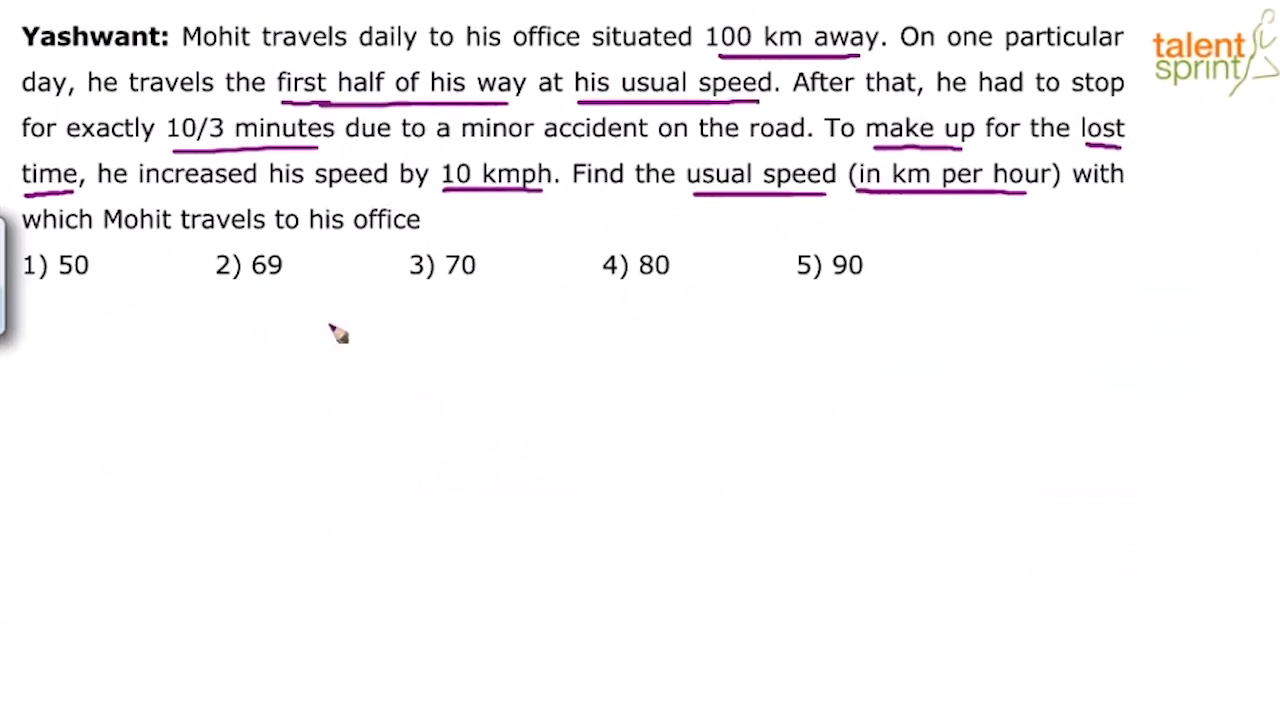 Yashwant: Mohit travels daily to his office situated 100 km away. On one particular
day, he travels the first half of his way at his usual speed. After that, he had to stop
for exactly 10/3 minutes due to a minor accident on the road. To make up for the lost
time, he increased his speed by 10 kmph. Find the usual speed (in km per hour) with
which Mohit travels to his office
1) 50 2) 69 3) 70 4) 80 5) 90
talent
sprint